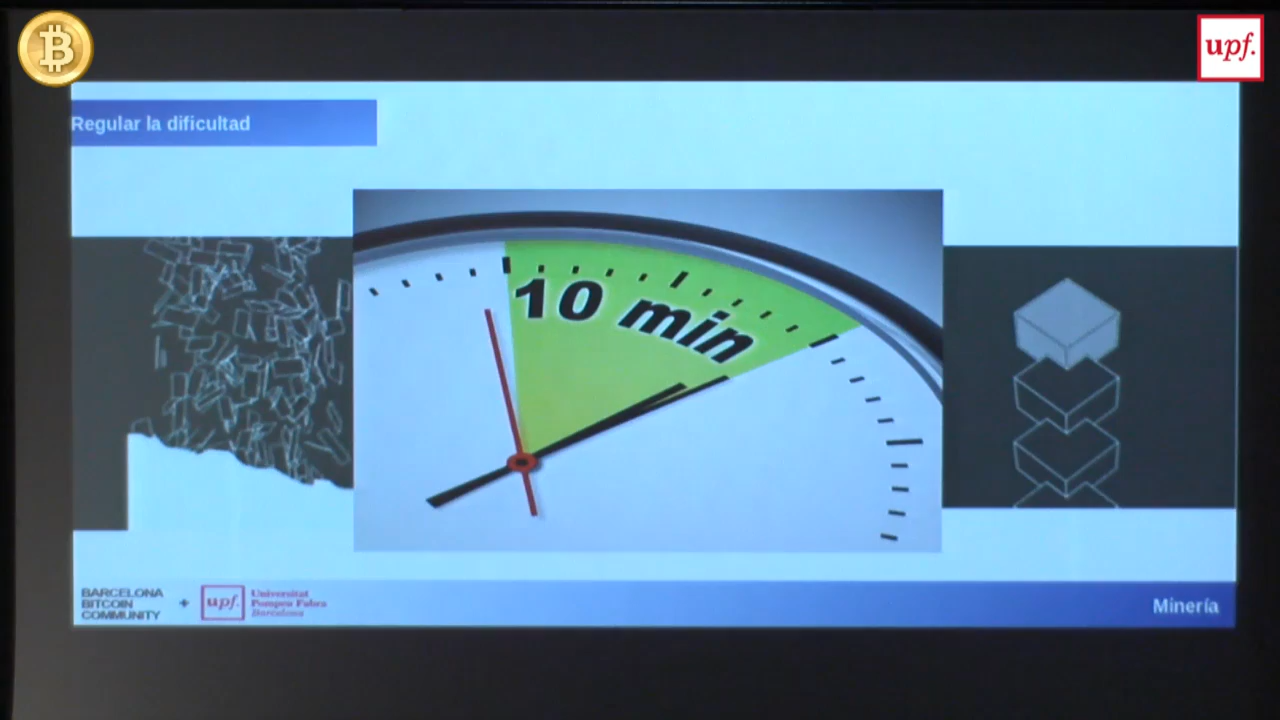 upf.
Regular la dificultad
10 min
BARCELONA
BITCOIN
COMMUNITY
+
upf.
Universitat
Pompeu Fabra
Barcelona
Minería